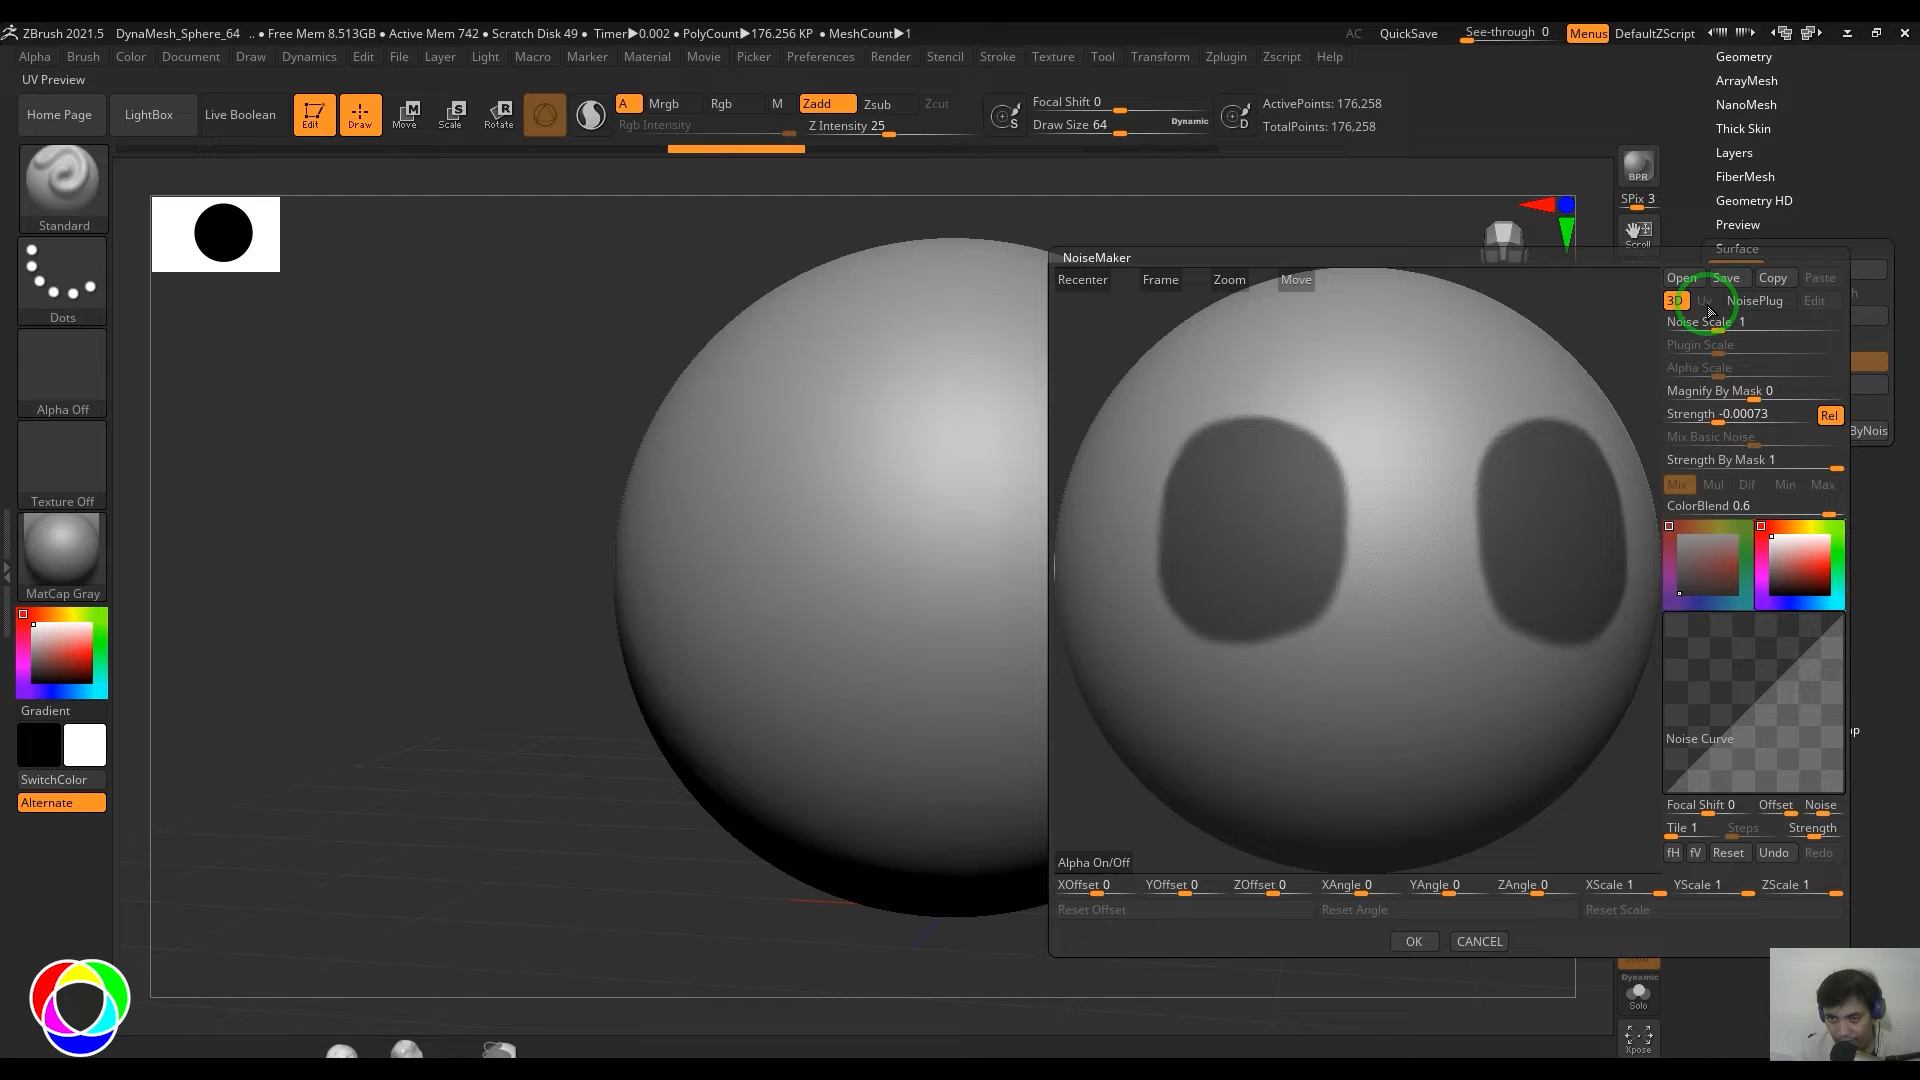 ZBrush 2021.5 DynaMesh_Sphere_64 .. ● Free Mem 8.513GB ● Active Mem 742 ● Scratch Disk 49 ● Timer▶0.002 ● PolyCount▶176.256 KP ● MeshCount▶1 AC QuickSave See-through 0 Menus DefaultZScript
Alpha Brush Color Document Draw Dynamics Edit File Layer Light Macro Marker Material Movie Picker Preferences Render Stencil Stroke Texture Tool Transform Zplugin Zscript Help
UV Preview
Home Page LightBox Live Boolean Edit Draw Move Scale Rotate
A Mrgb Rgb M Zadd Zsub Zcut
Rgb Intensity Z Intensity 25
S Focal Shift 0
Draw Size 64 Dynamic D
ActivePoints: 176,258
TotalPoints: 176,258
Geometry
ArrayMesh
NanoMesh
Thick Skin
Layers
FiberMesh
Geometry HD
Preview
Surface
BPR
SPix 3
Scroll
Standard
Dots
Alpha Off
Texture Off
MatCap Gray
Gradient
SwitchColor
Alternate
NoiseMaker
Recenter Frame Zoom Move
Open Save Copy Paste
3D Uv NoisePlug Edit
Noise Scale 1
Plugin Scale
Alpha Scale
Magnify By Mask 0
Strength -0.00073 Rel
Mix Basic Noise
ByNois
Strength By Mask 1
Mix Mul Dif Min Max
ColorBlend 0.6
Noise Curve
Focal Shift 0 Offset Noise
Tile 1 Steps Strength
fH fV Reset Undo Redo
Alpha On/Off
XOffset 0 YOffset 0 ZOffset 0 XAngle 0 YAngle 0 ZAngle 0 XScale 1 YScale 1 ZScale 1
Reset Offset Reset Angle Reset Scale
OK CANCEL
Dynamic
Solo
Xpose